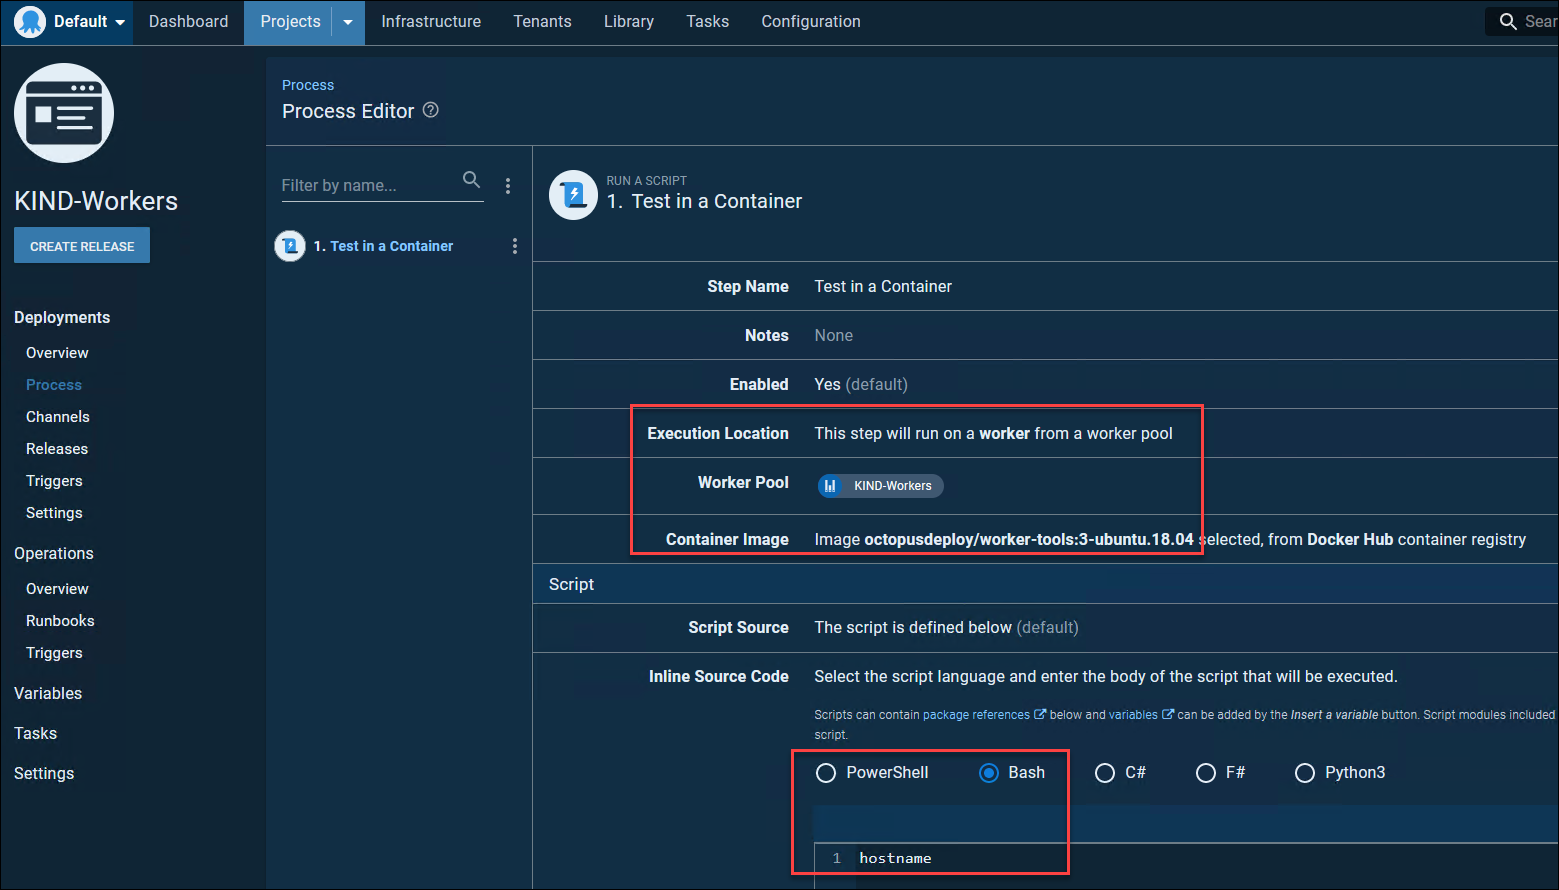 Default
Dashboard
Projects
Infrastructure
Tenants
Library
Tasks
Configuration
Sear
KIND-Workers
CREATE RELEASE
Deployments
Overview
Process
Channels
Releases
Triggers
Settings
Operations
Overview
Runbooks
Triggers
Variables
Tasks
Settings
Process
Process Editor
Filter by name...
1. Test in a Container
RUN A SCRIPT
1. Test in a Container
Step Name Test in a Container
Notes None
Enabled Yes (default)
Execution Location This step will run on a worker from a worker pool
Worker Pool KIND-Workers
Container Image Image octopusdeploy/worker-tools:3-ubuntu.18.04 selected, from Docker Hub container registry
Script
Script Source The script is defined below (default)
Inline Source Code Select the script language and enter the body of the script that will be executed.
Scripts can contain package references below and variables can be added by the Insert a variable button. Script modules included
script.
PowerShell Bash C# F# Python3
1 hostname